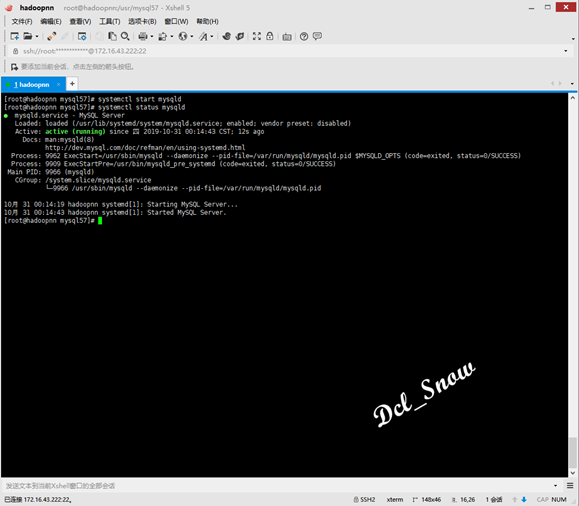 hadoopnn root@hadoopnn:/usr/mysql57 - Xshell 5
文件(F) 编辑(E) 查看(V) 工具(T) 选项卡(B) 窗口(W) 帮助(H)
ssh://root:************@172.16.43.222:22
要添加当前会话，点击左侧的箭头按钮。
1 hadoopnn × +
[root@hadoopnn mysql57]# systemctl start mysqld
[root@hadoopnn mysql57]# systemctl status mysqld
● mysqld.service - MySQL Server
Loaded: loaded (/usr/lib/systemd/system/mysqld.service; enabled; vendor preset: disabled)
Active: active (running) since 四 2019-10-31 00:14:43 CST; 12s ago
Docs: man:mysqld(8)
http://dev.mysql.com/doc/refman/en/using-systemd.html
Process: 9962 ExecStart=/usr/sbin/mysqld --daemonize --pid-file=/var/run/mysqld/mysqld.pid $MYSQLD_OPTS (code=exited, status=0/SUCCESS)
Process: 9909 ExecStartPre=/usr/bin/mysqld_pre_systemd (code=exited, status=0/SUCCESS)
Main PID: 9966 (mysqld)
CGroup: /system.slice/mysqld.service
└─9966 /usr/sbin/mysqld --daemonize --pid-file=/var/run/mysqld/mysqld.pid
10月 31 00:14:19 hadoopnn systemd[1]: Starting MySQL Server...
10月 31 00:14:43 hadoopnn systemd[1]: Started MySQL Server.
[root@hadoopnn mysql57]#
Dcl_Snow
发送文本到当前Xshell窗口的全部会话
已连接 172.16.43.222:22。 SSH2 xterm 148x46 16,26 1 会话 CAP NUM